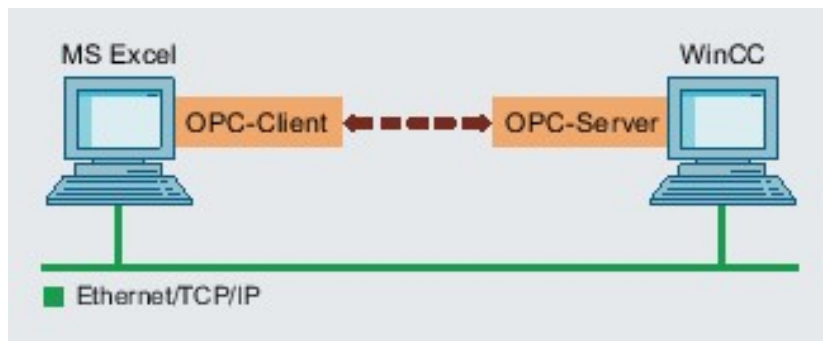 MS Excel
WinCC
OPC-Client
OPC-Server
Ethernet/TCP/IP